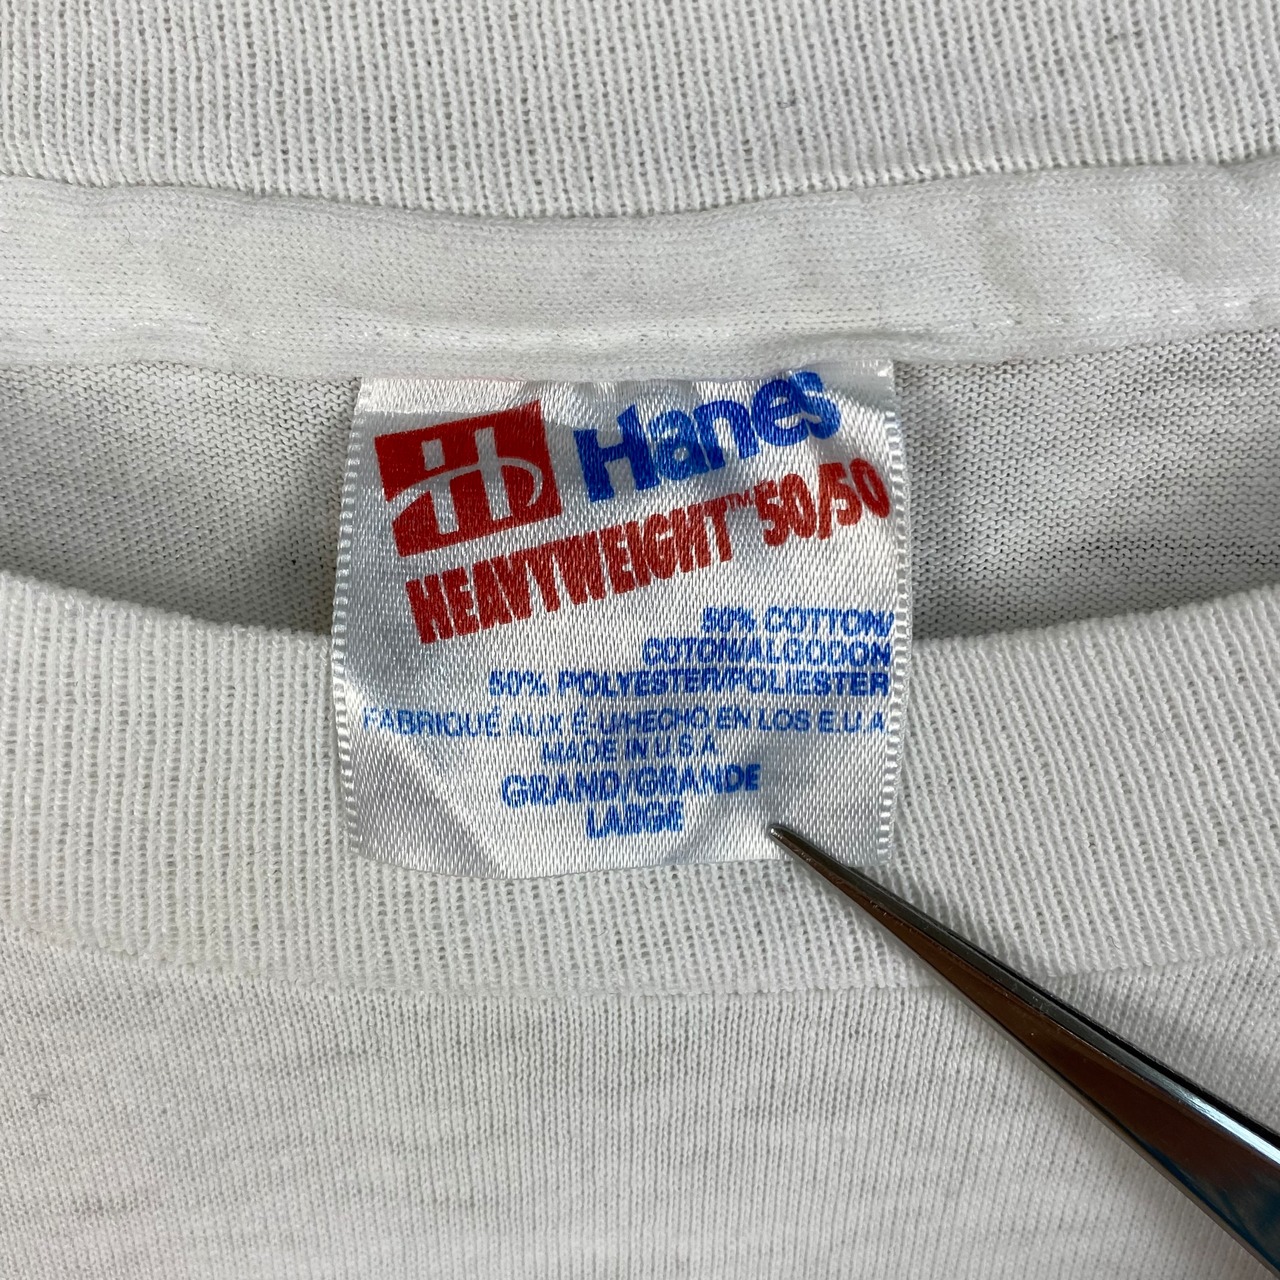 Hanes
HEAVYWEIGHT™ 50/50
50% COTTON/
COTON/ALGODON
50% POLYESTER/POLIESTER
FABRIQUÉ AUX É-U/HECHO EN LOS E.U.A
MADE IN U.S.A
GRAND/GRANDE
LARGE